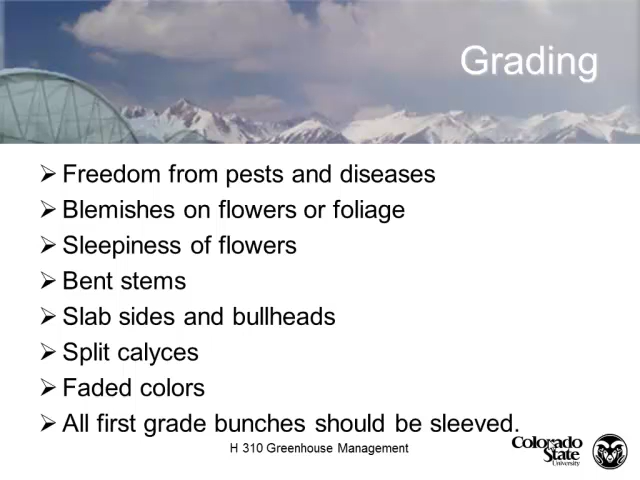 Grading
Freedom from pests and diseases
Blemishes on flowers or foliage
Sleepiness of flowers
Bent stems
Slab sides and bullheads
Split calyces
Faded colors
All first grade bunches should be sleeved.
H 310 Greenhouse Management
Colorado
State
University